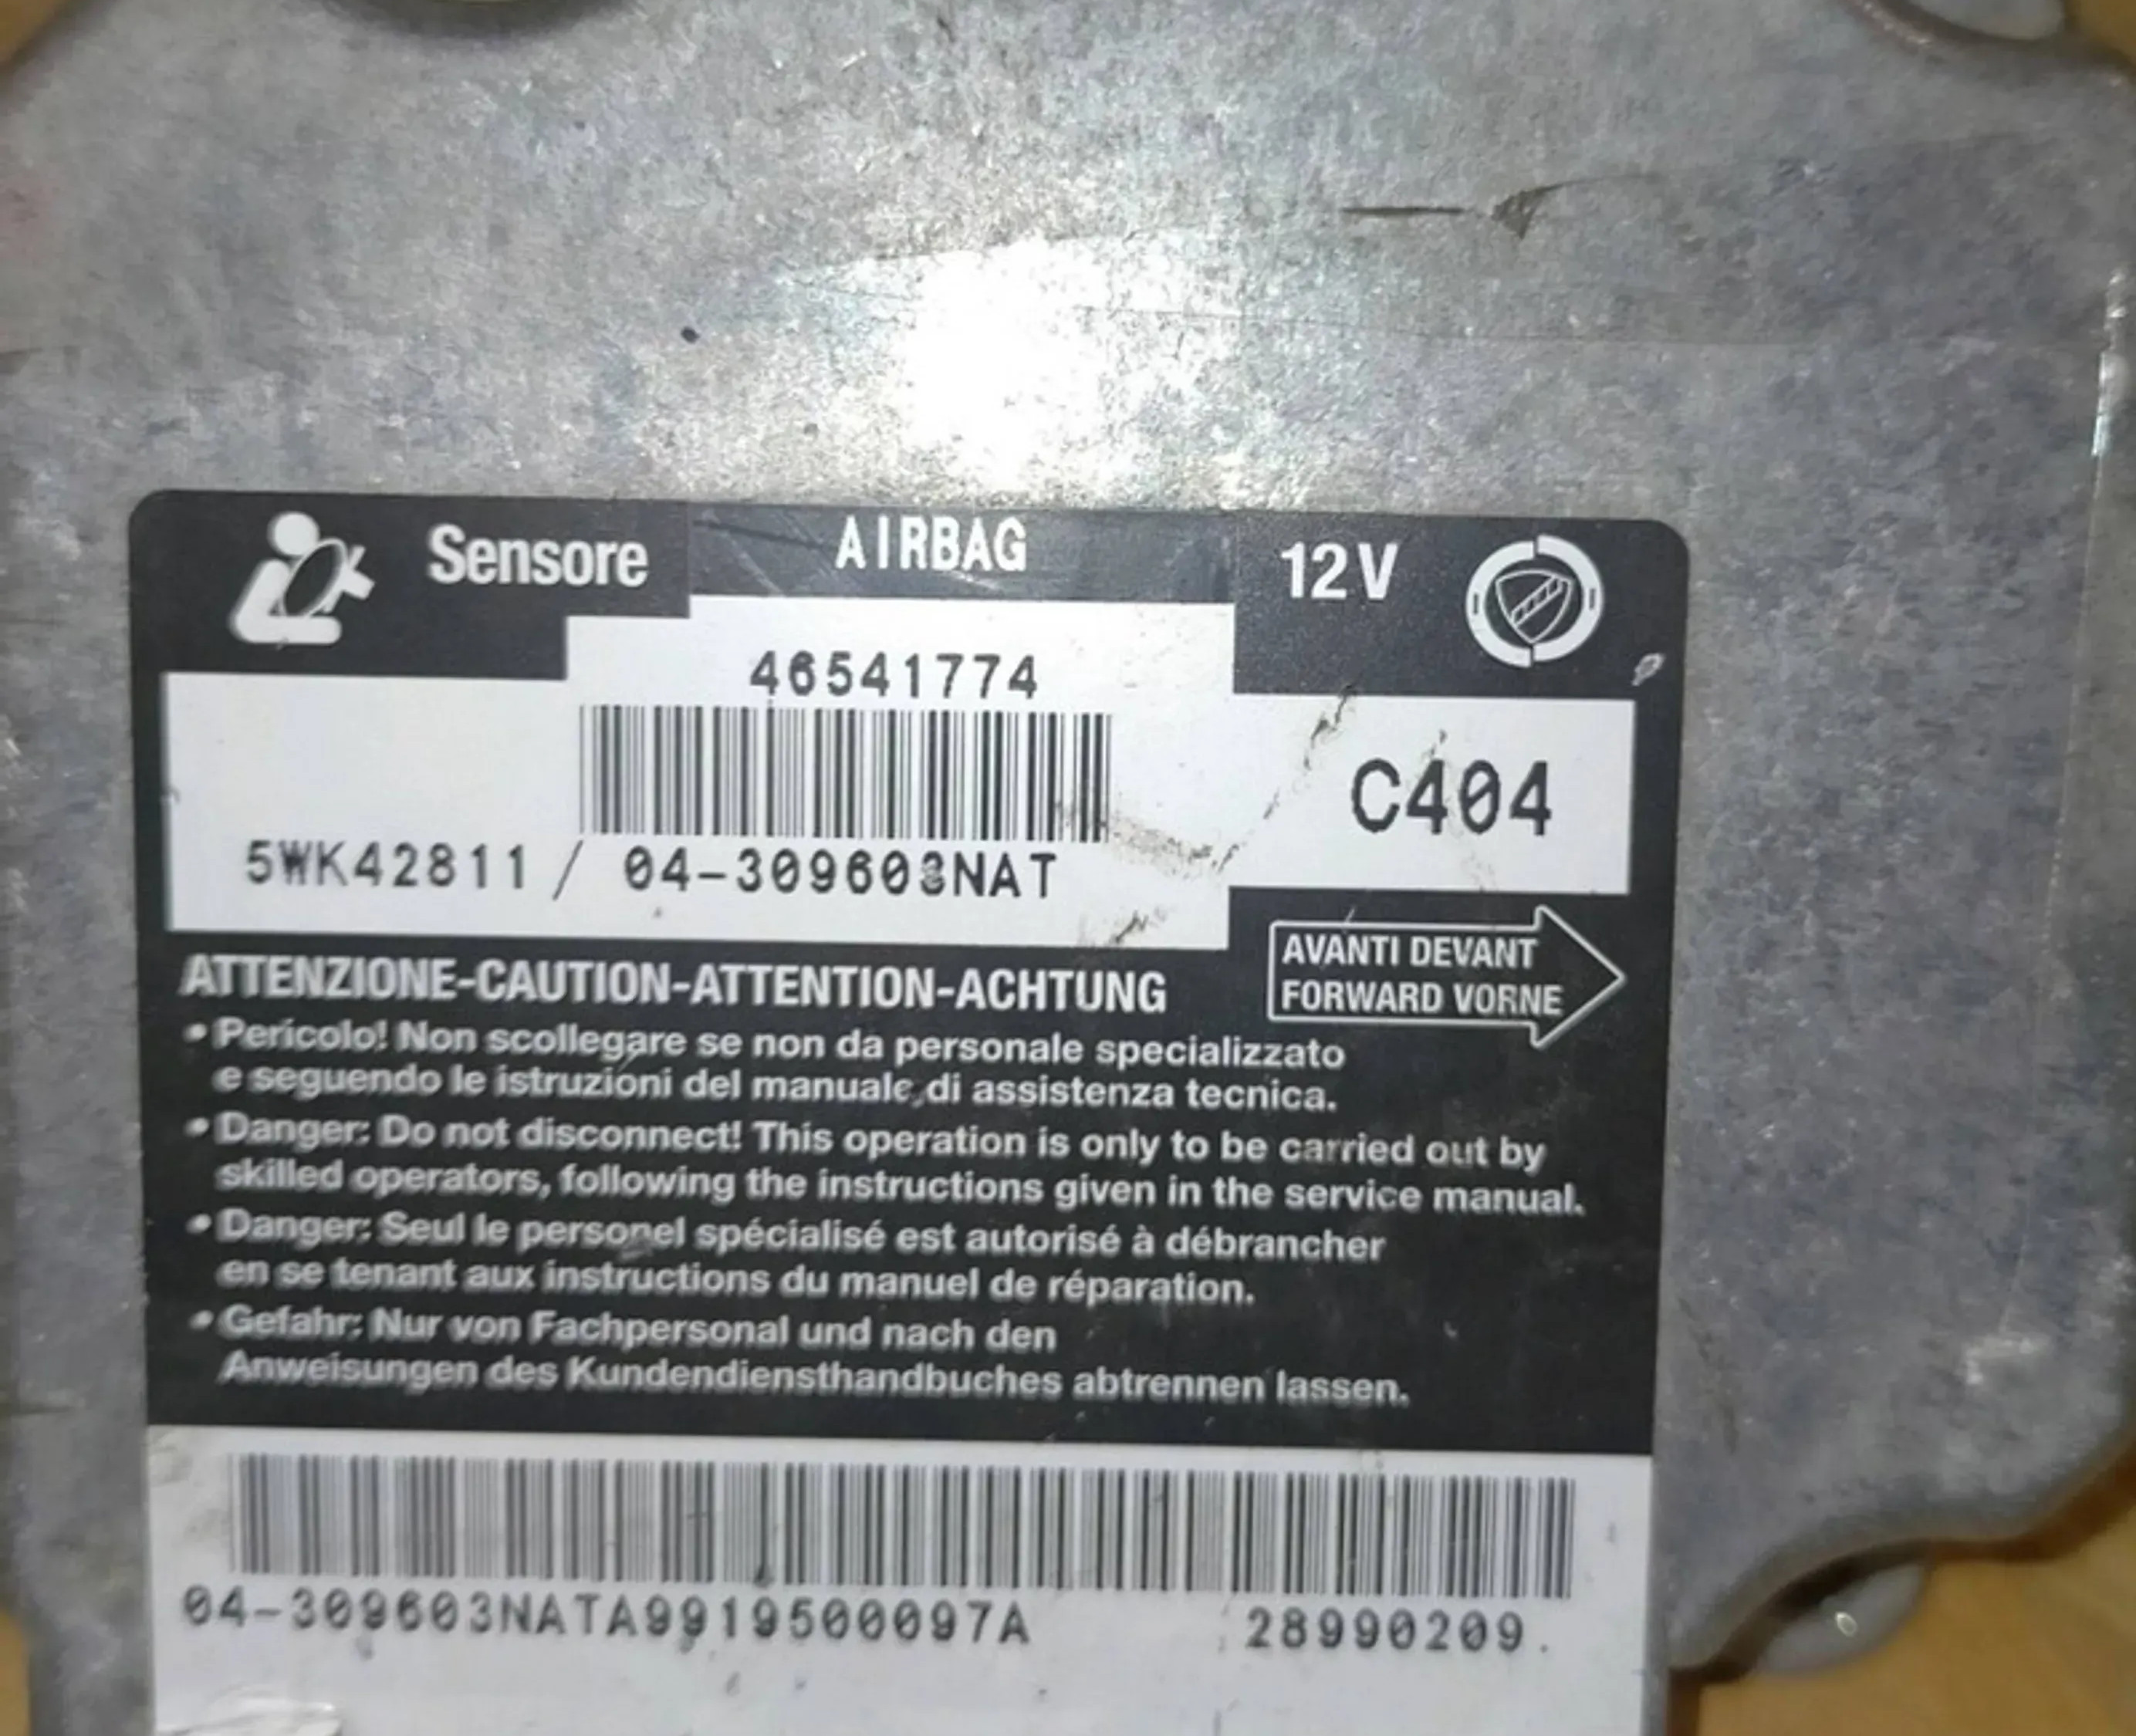 Sensore AIRBAG 12V
46541774
C404
5WK42811 / 04-309603NAT
AVANTI DEVANT
FORWARD VORNE
ATTENZIONE-CAUTION-ATTENTION-ACHTUNG
• Pericolo! Non scollegare se non da personale specializzato
e seguendo le istruzioni del manuale di assistenza tecnica.
• Danger: Do not disconnect! This operation is only to be carried out by
skilled operators, following the instructions given in the service manual.
• Danger: Seul le personel spécialisé est autorisé à débrancher
en se tenant aux instructions du manuel de réparation.
• Gefahr: Nur von Fachpersonal und nach den
Anweisungen des Kundendiensthandbuches abtrennen lassen.
04-309603NATA9919500097A 28990209.